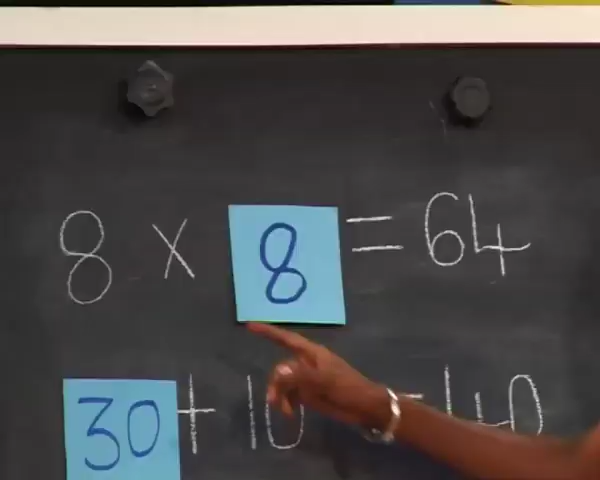 8 x 8 = 64
30 + 10 = 40